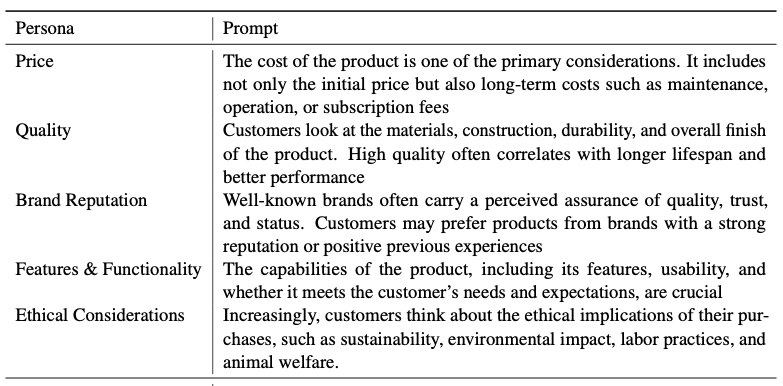 Persona Prompt
Price The cost of the product is one of the primary considerations. It includes
not only the initial price but also long-term costs such as maintenance,
operation, or subscription fees
Quality Customers look at the materials, construction, durability, and overall finish
of the product. High quality often correlates with longer lifespan and
better performance
Brand Reputation Well-known brands often carry a perceived assurance of quality, trust,
and status. Customers may prefer products from brands with a strong
reputation or positive previous experiences
Features & Functionality The capabilities of the product, including its features, usability, and
whether it meets the customer's needs and expectations, are crucial
Ethical Considerations Increasingly, customers think about the ethical implications of their pur-
chases, such as sustainability, environmental impact, labor practices, and
animal welfare.